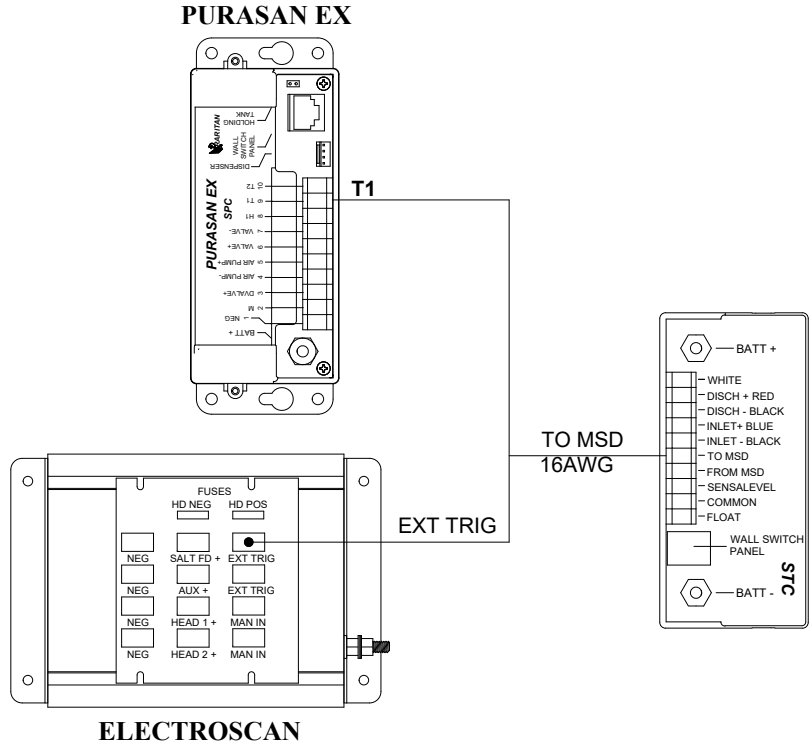 PURASAN EX
RARITAN
HOLDING
TANK
WALL
SWITCH
PANEL
DISPENSER
PURASAN EX
SPC
10 T2
9 T1
8 H1
7 VALVE-
6 VALVE+
5 AIR PUMP+
4 AIR PUMP-
3 DVALVE+
2 M
1 NEG
BATT +
T1
TO MSD
16AWG
EXT TRIG
BATT +
WHITE
DISCH + RED
DISCH - BLACK
INLET+ BLUE
INLET - BLACK
TO MSD
FROM MSD
SENSALEVEL
COMMON
FLOAT
WALL SWITCH
PANEL
STC
BATT -
FUSES
HD NEG HD POS
NEG SALT FD + EXT TRIG
NEG AUX + EXT TRIG
NEG HEAD 1 + MAN IN
NEG HEAD 2 + MAN IN
ELECTROSCAN